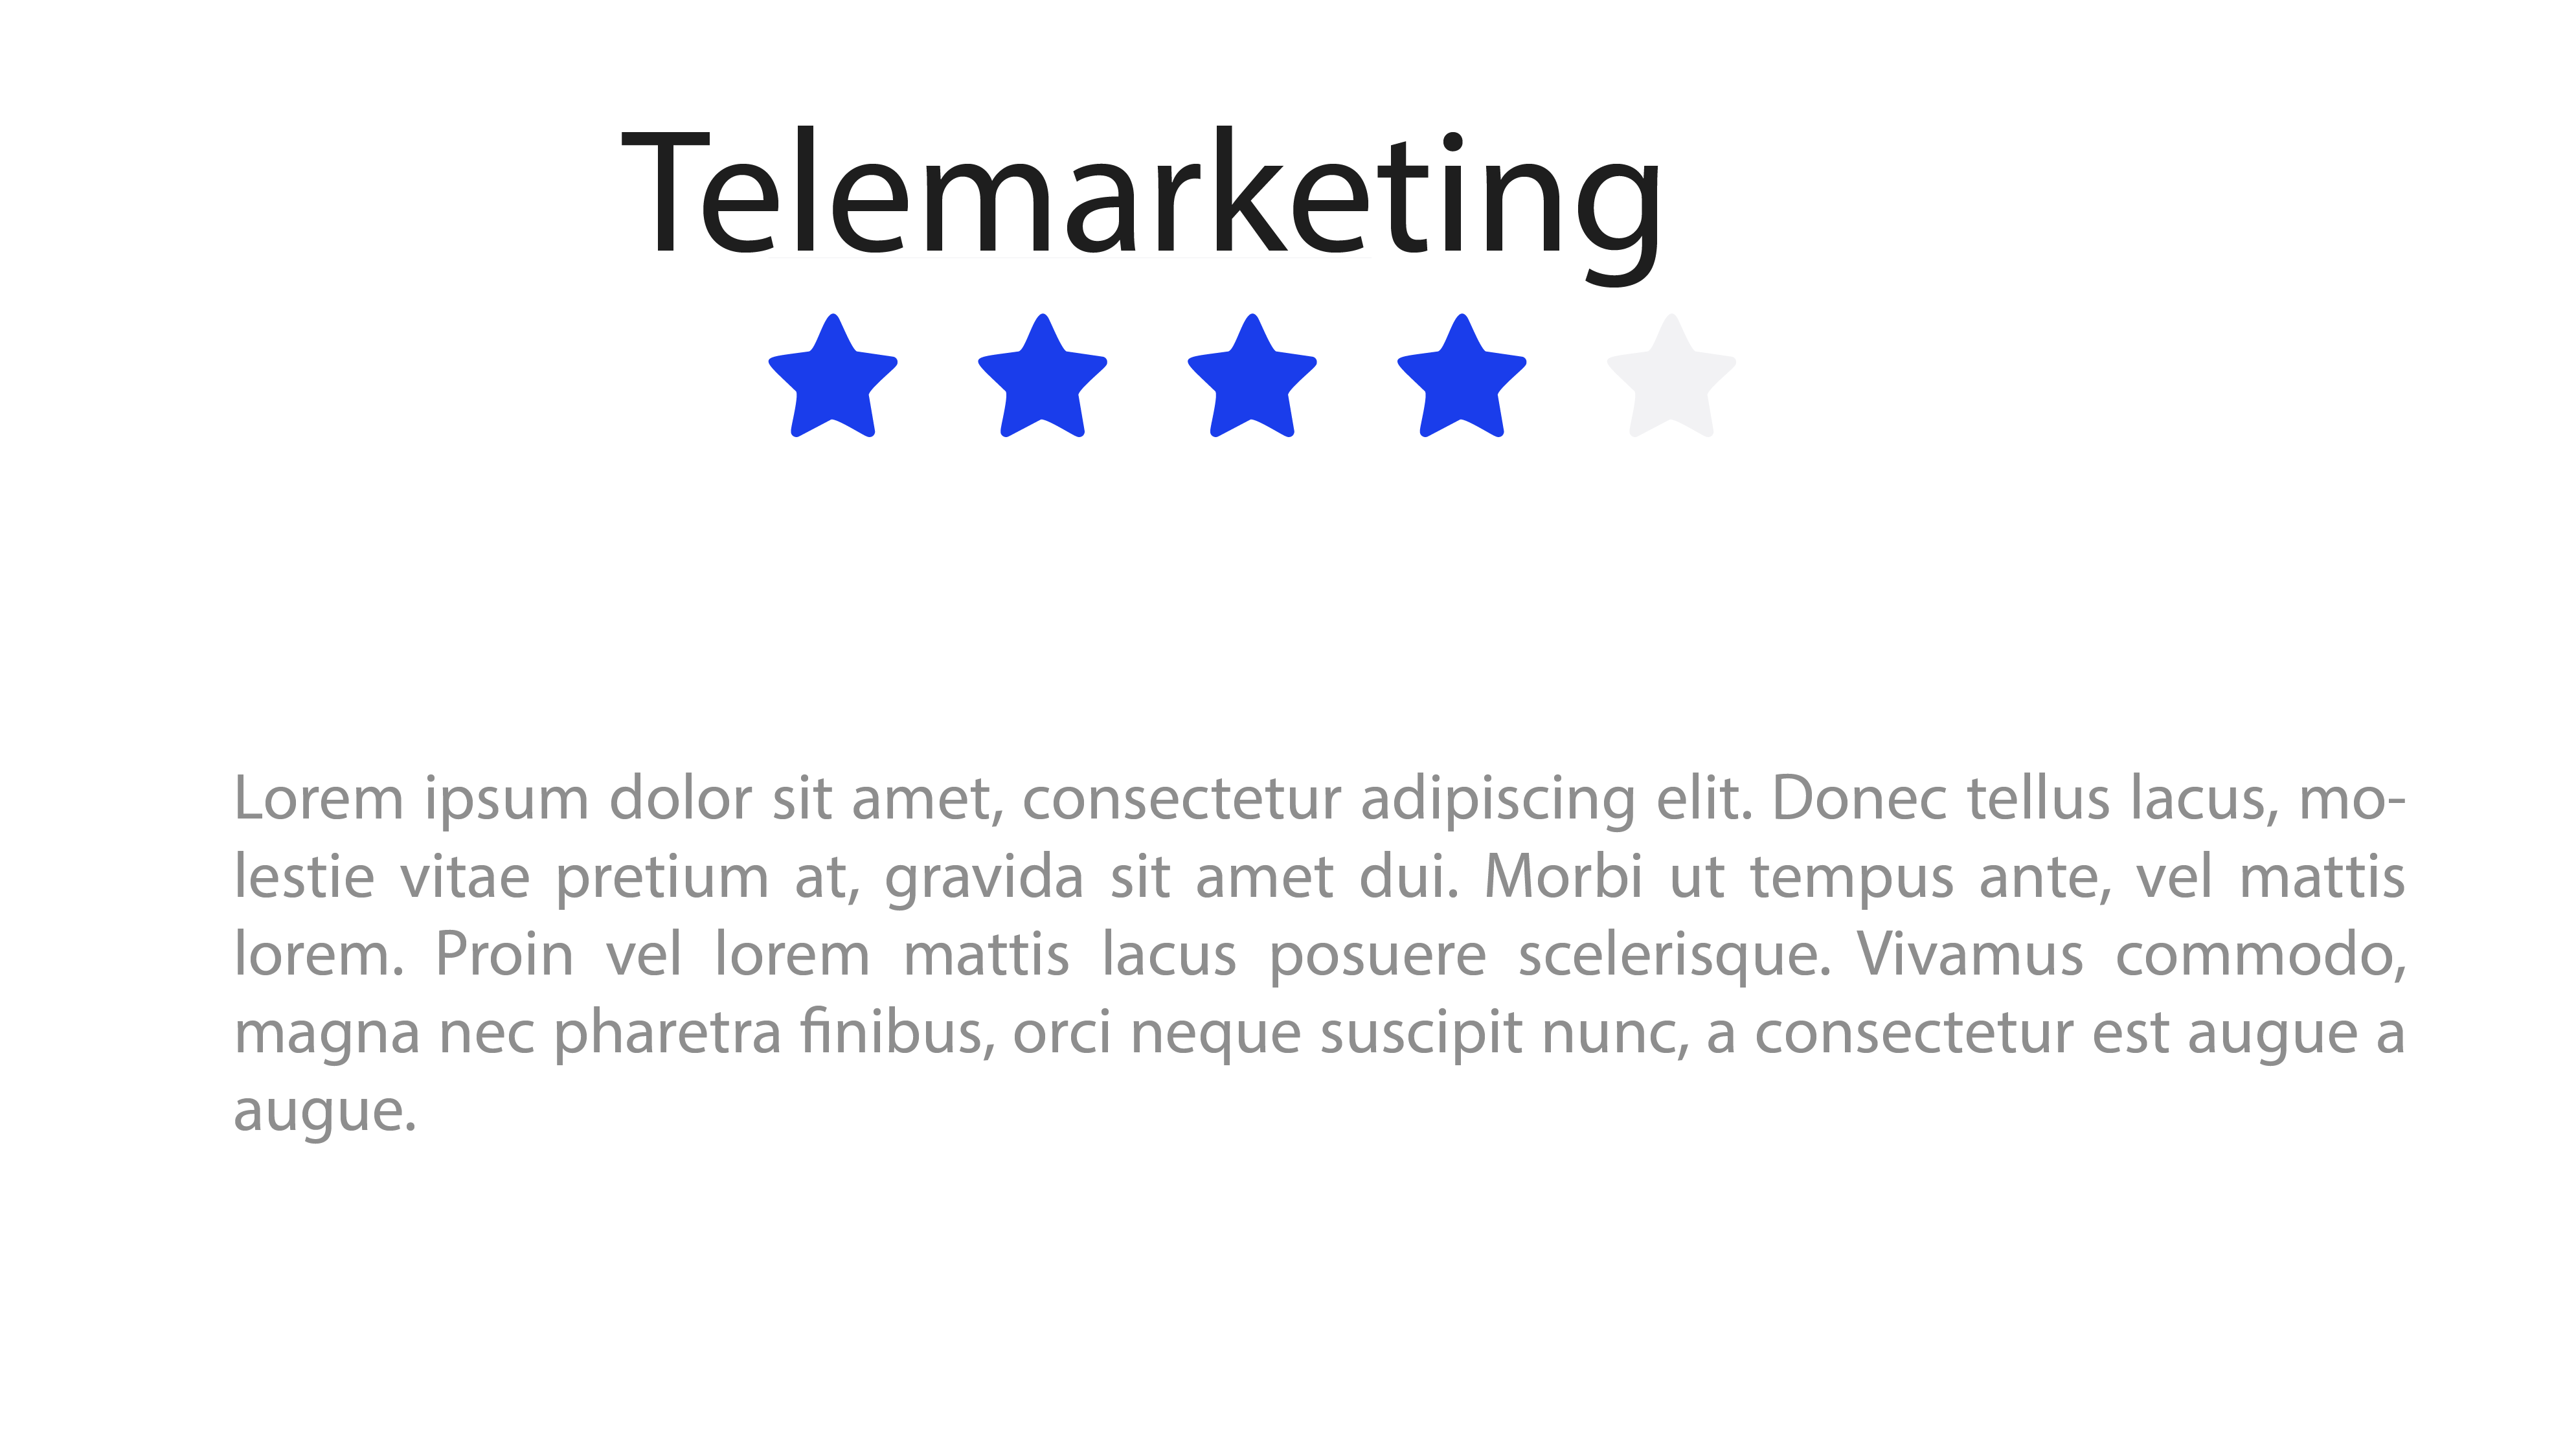 Telemarketing
Lorem ipsum dolor sit amet, consectetur adipiscing elit. Donec tellus lacus, mo-
lestie vitae pretium at, gravida sit amet dui. Morbi ut tempus ante, vel mattis
lorem. Proin vel lorem mattis lacus posuere scelerisque. Vivamus commodo,
magna nec pharetra finibus, orci neque suscipit nunc, a consectetur est augue a
augue.